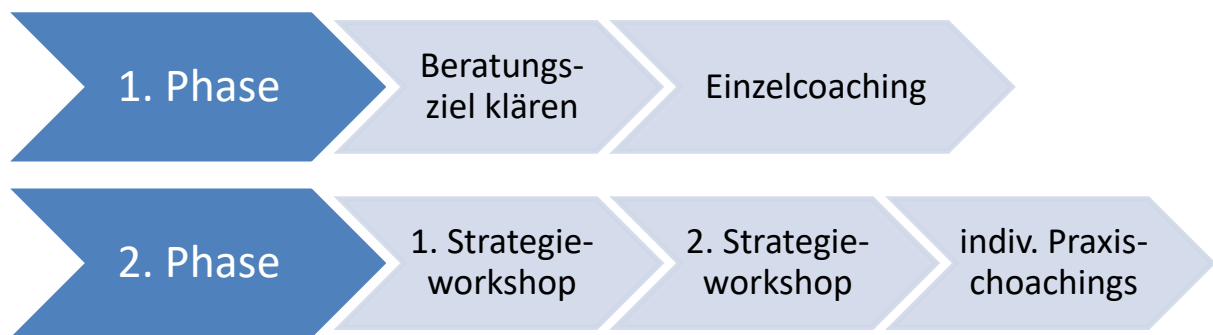 1. Phase
Beratungs-
ziel klären
Einzelcoaching
2. Phase
1. Strategie-
workshop
2. Strategie-
workshop
indiv. Praxis-
choachings